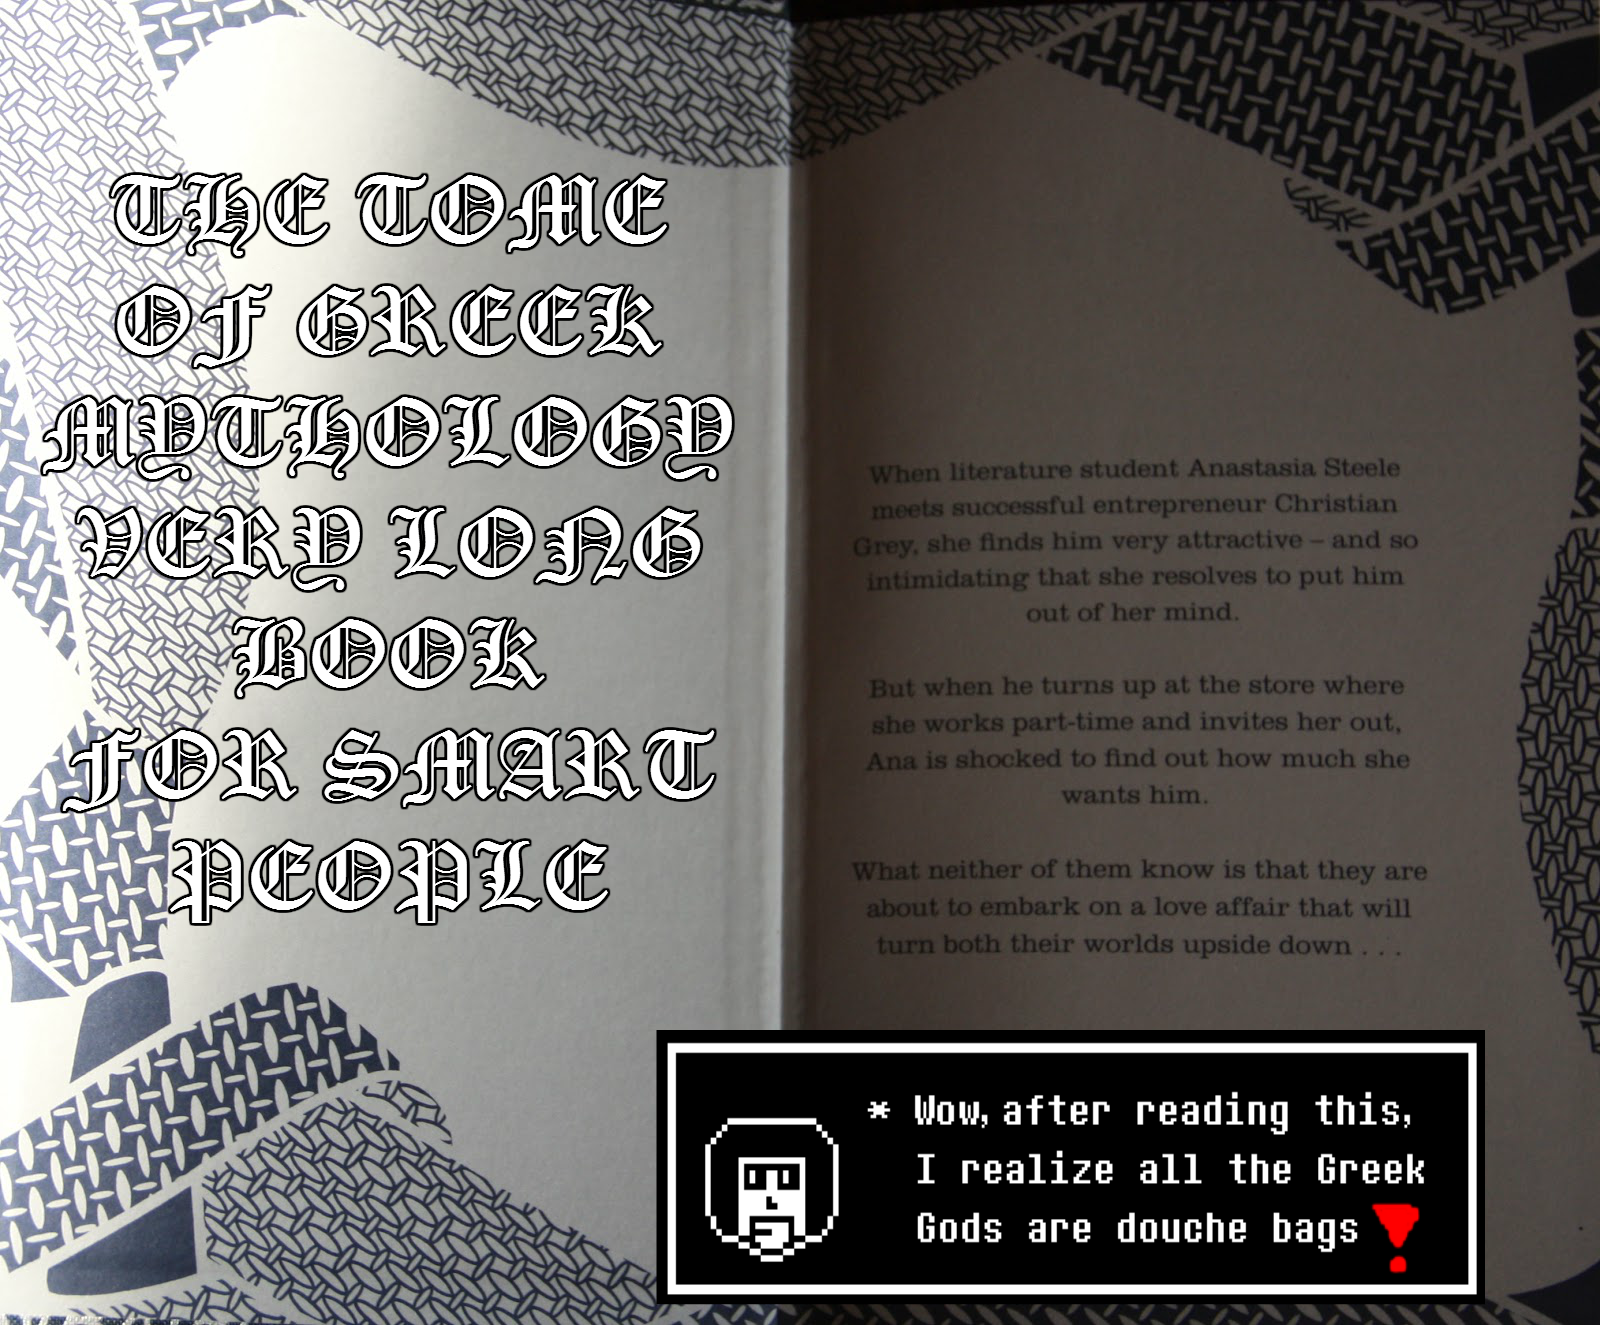 THE TOME
OF GREEK
MYTHOLOGY
VERY LONG
BOOK
FOR SMART
PEOPLE
When literature student Anastasia Steele
meets successful entrepreneur Christian
Grey, she finds him very attractive – and so
intimidating that she resolves to put him
out of her mind.
But when he turns up at the store where
she works part-time and invites her out,
Ana is shocked to find out how much she
wants him.
What neither of them know is that they are
about to embark on a love affair that will
turn both their worlds upside down . . .
* Wow, after reading this,
I realize all the Greek
Gods are douche bags!